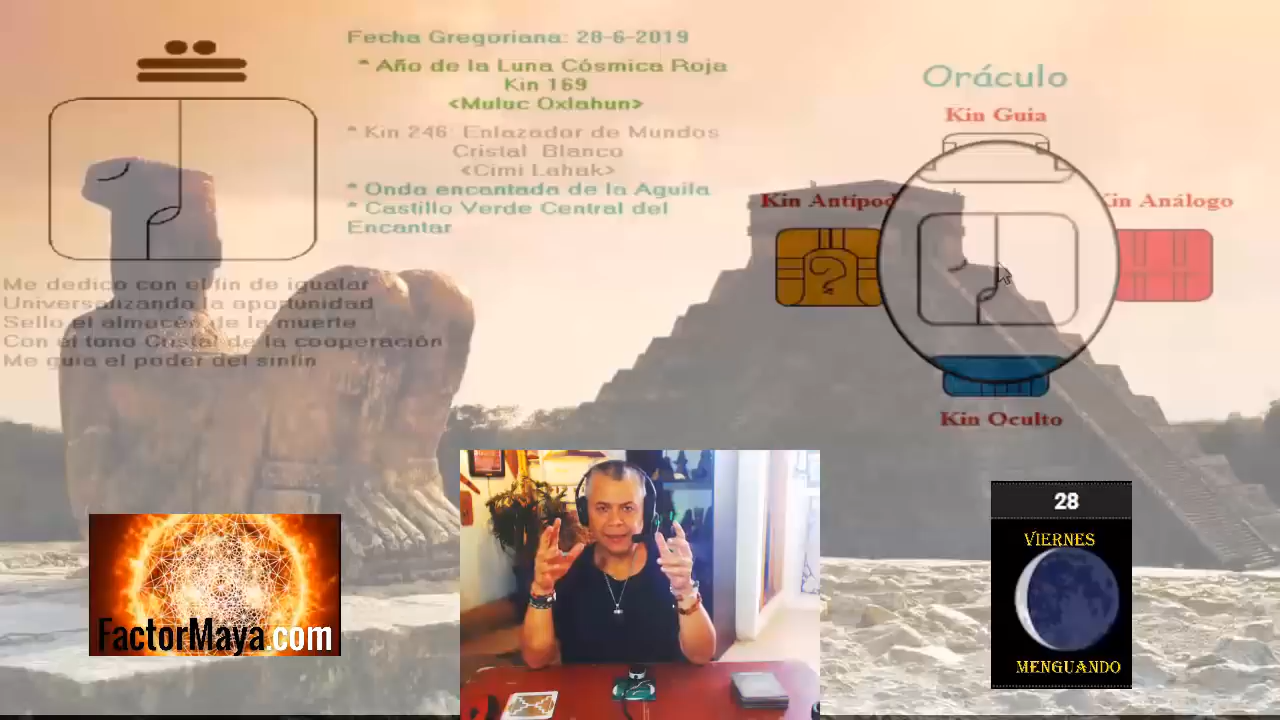 Fecha Gregoriana: 28-6-2019
* Año de la Luna Cósmica Roja
Kin 169
<Muluc Oxlahun>
* Kin 246: Enlazador de Mundos
Cristal Blanco
<Cimi Lahak>
* Onda encantada de la Aguila
* Castillo Verde Central del
Encantar
Me dedico con el fin de igualar
Universalizando la oportunidad
Sello el almacén de la muerte
Con el tono Cristal de la cooperación
Me guia el poder del sinfin
Oráculo
Kin Guia
Kin Antípod
Kin Análogo
Kin Oculto
FactorMaya.com
28
VIERNES
MENGUANDO